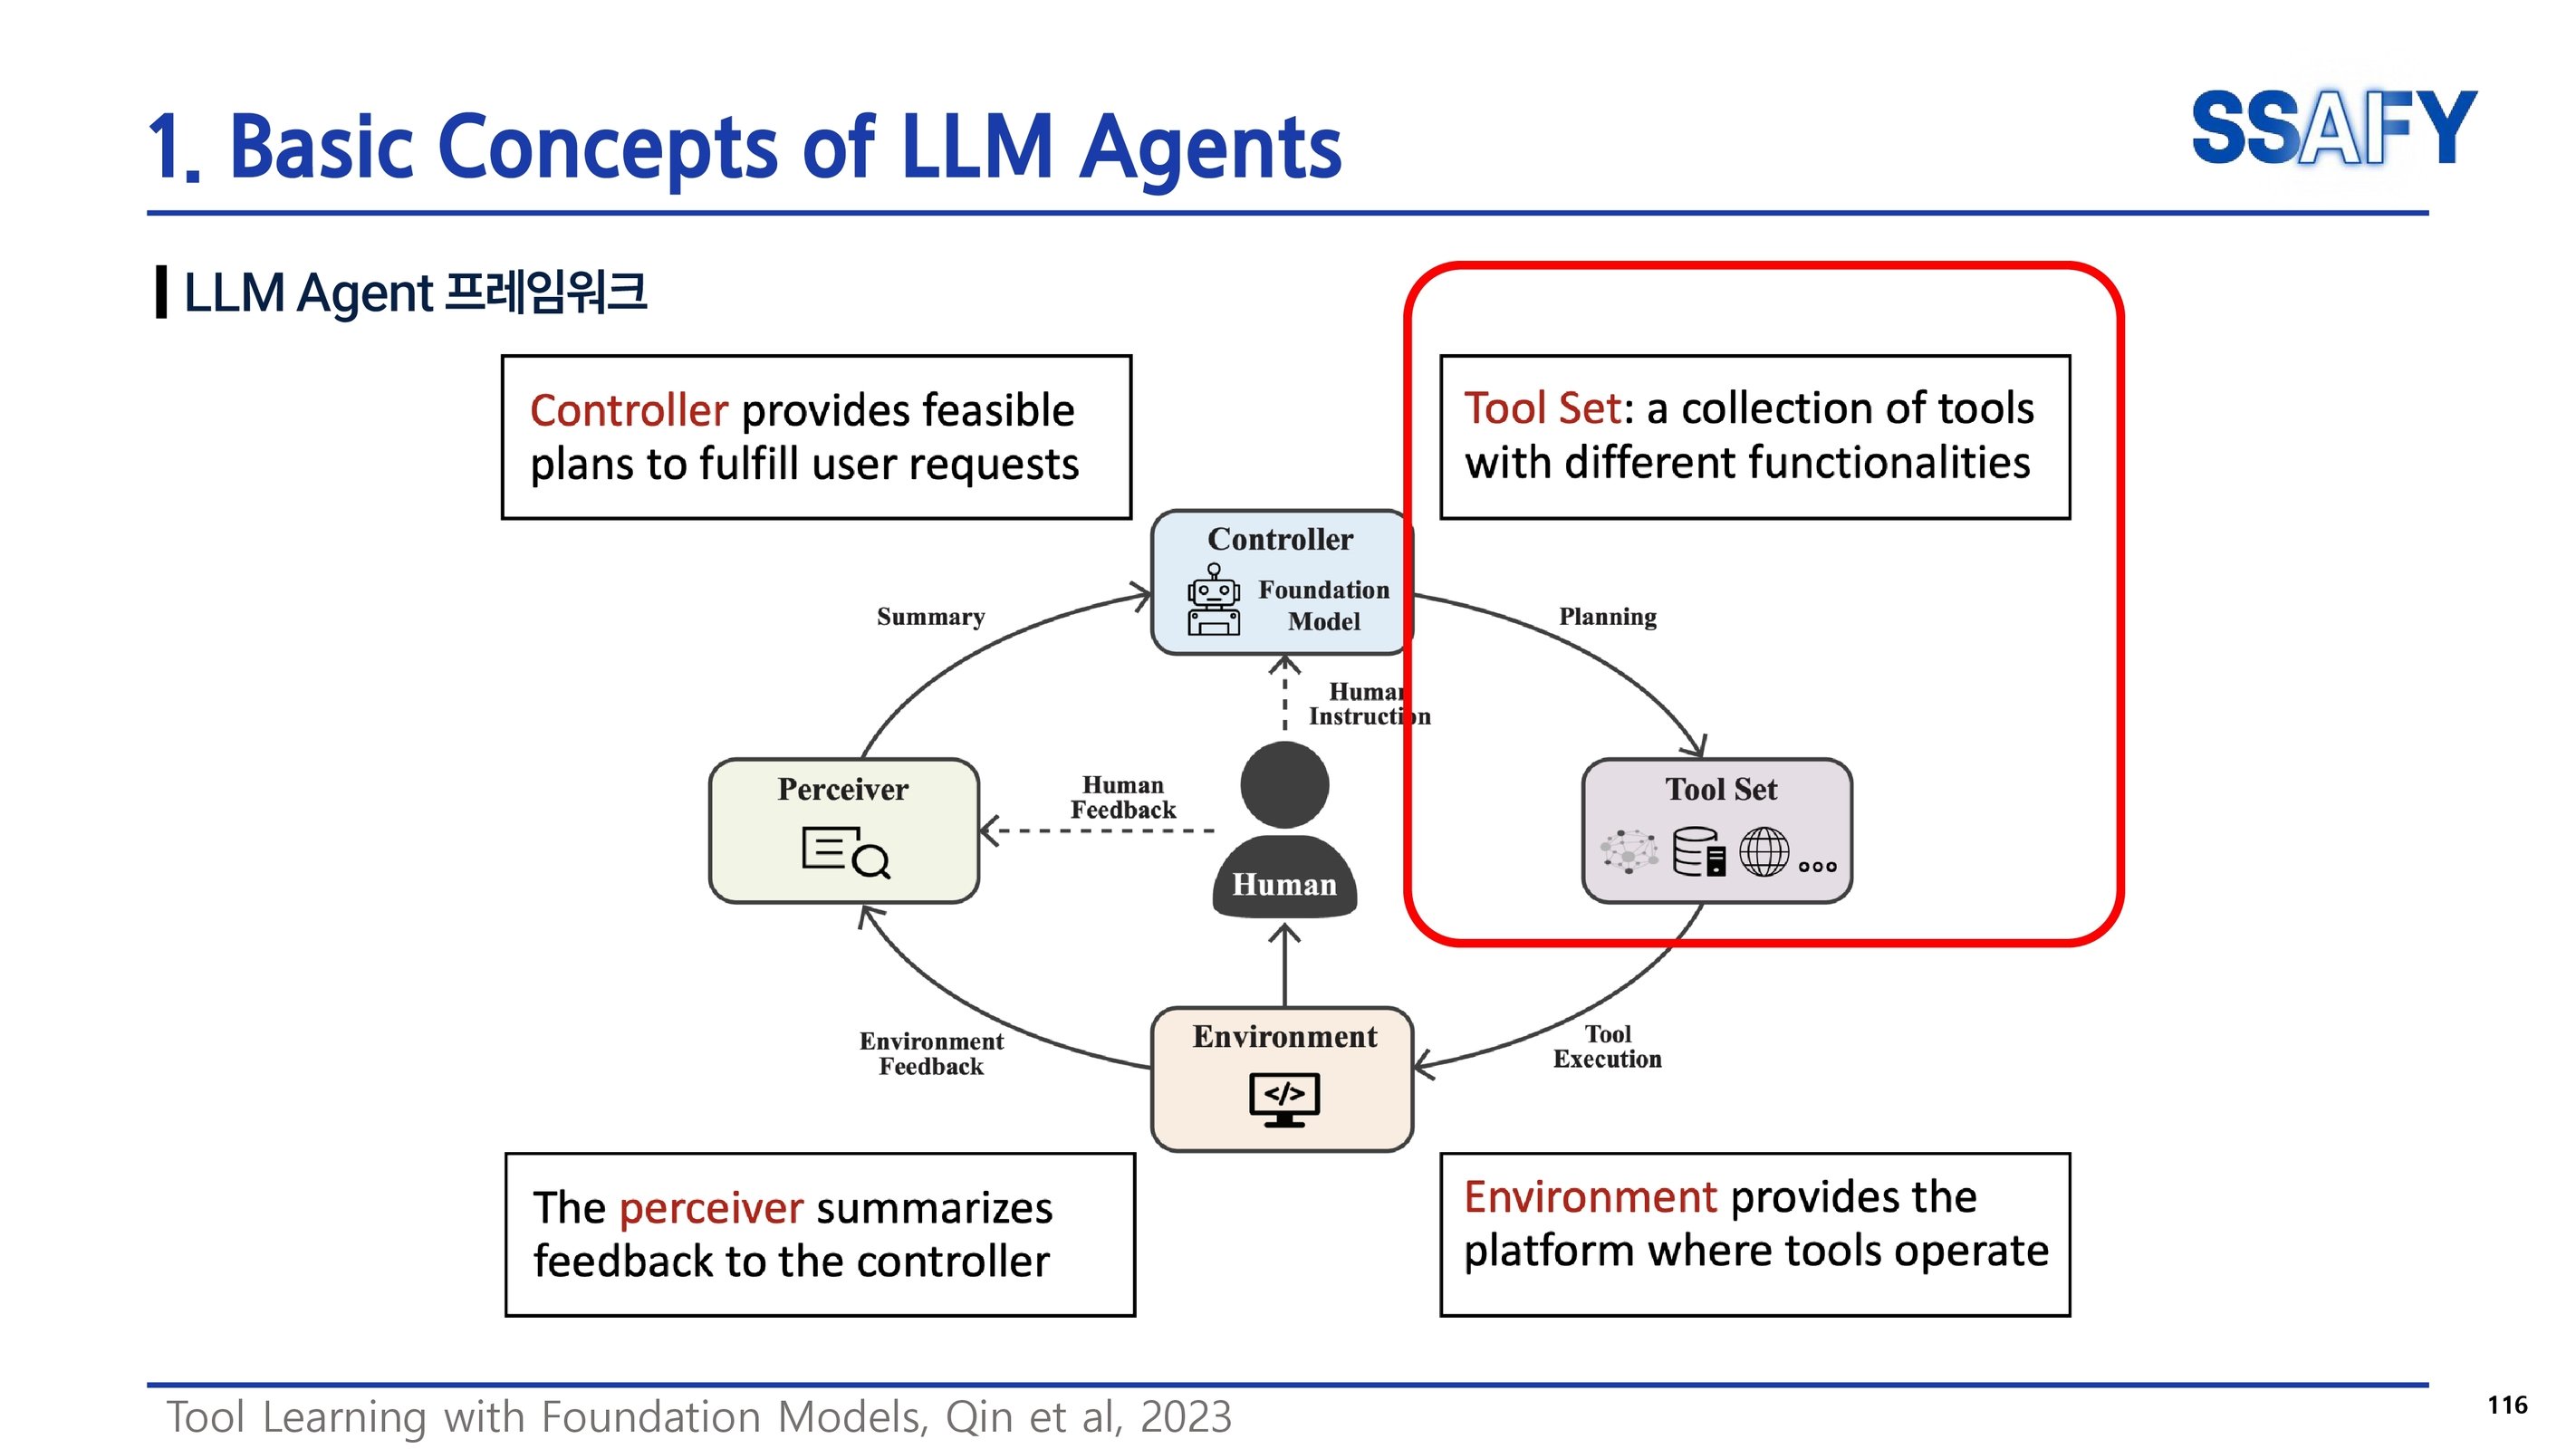 1. Basic Concepts of LLM Agents
SSAFY
LLM Agent 프레임워크
Controller provides feasible
plans to fulfill user requests
Tool Set: a collection of tools
with different functionalities
Controller
Foundation
Model
Summary
Planning
Human
Instruction
Perceiver
Human
Feedback
Human
Tool Set
Environment
Feedback
Environment
</>
Tool
Execution
The perceiver summarizes
feedback to the controller
Environment provides the
platform where tools operate
Tool Learning with Foundation Models, Qin et al, 2023
116